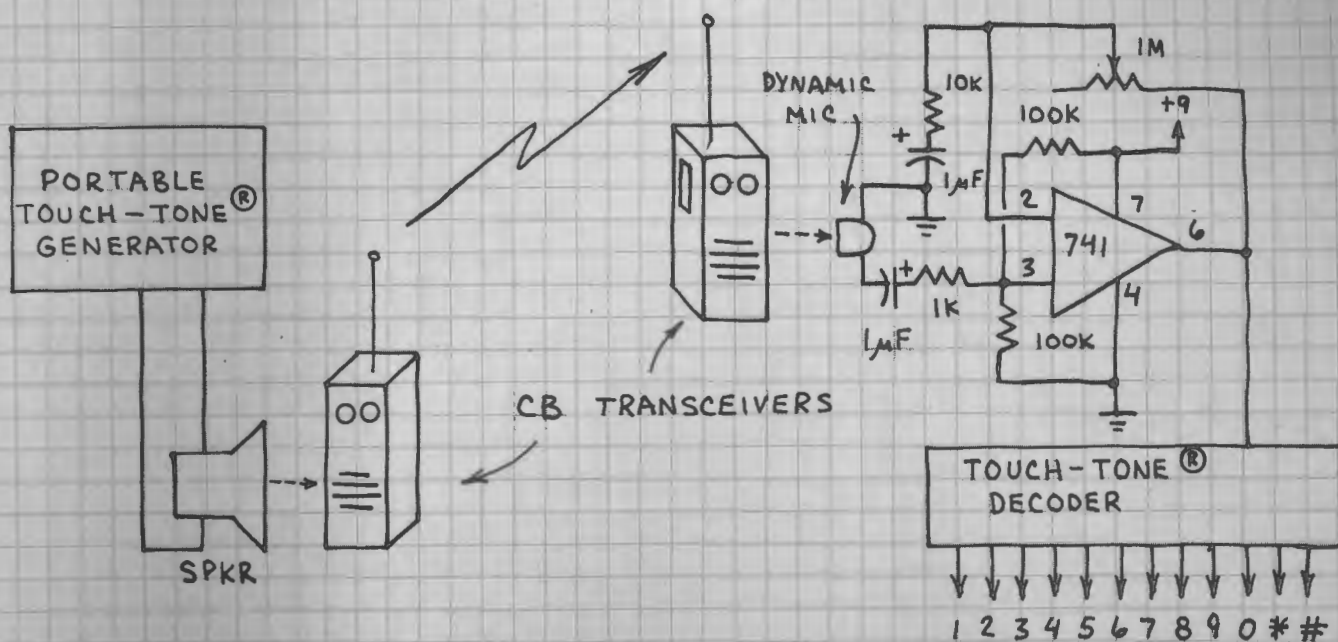 PORTABLE
TOUCH-TONE®
GENERATOR
SPKR
CB TRANSCEIVERS
DYNAMIC
MIC
10K
+
1µF
+
1µF
1K
1M
+9
100K
2
7
741
6
3
4
100K
TOUCH-TONE®
DECODER
1 2 3 4 5 6 7 8 9 0 * #